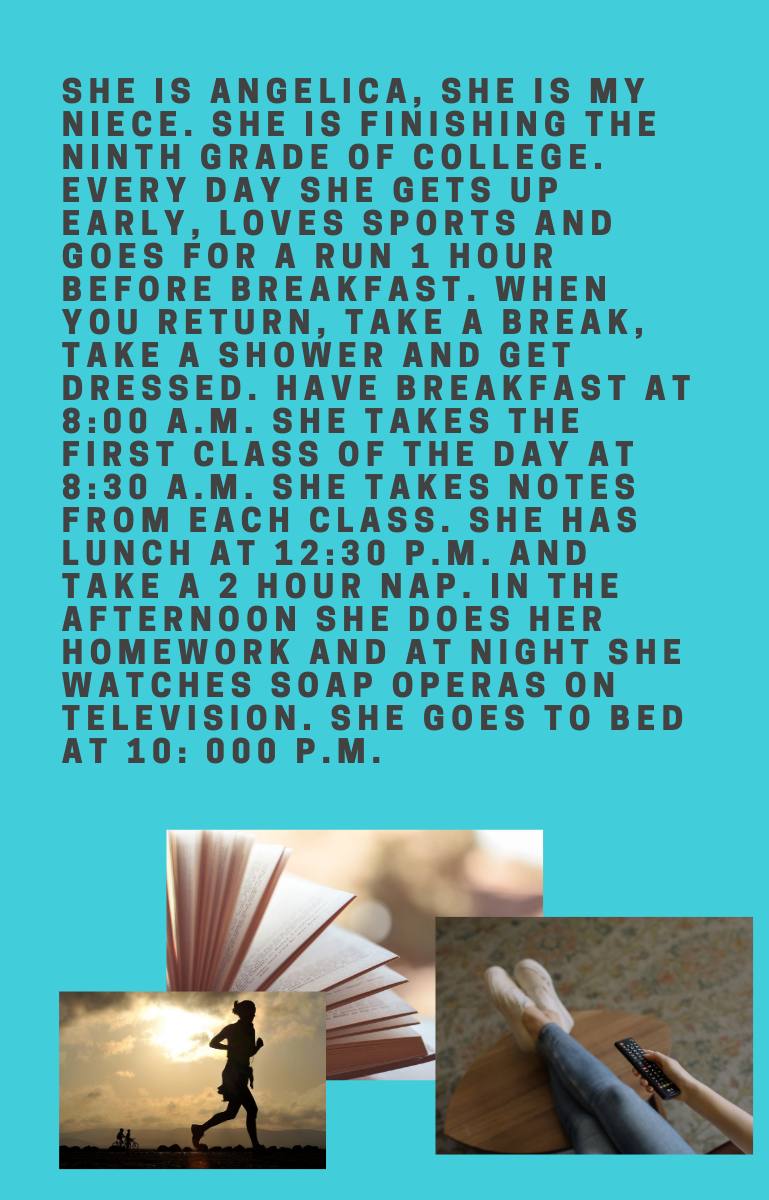 SHE IS ANGELICA, SHE IS MY
NIECE. SHE IS FINISHING THE
NINTH GRADE OF COLLEGE.
EVERY DAY SHE GETS UP
EARLY, LOVES SPORTS AND
GOES FOR A RUN 1 HOUR
BEFORE BREAKFAST. WHEN
YOU RETURN, TAKE A BREAK,
TAKE A SHOWER AND GET
DRESSED. HAVE BREAKFAST AT
8:00 A.M. SHE TAKES THE
FIRST CLASS OF THE DAY AT
8:30 A.M. SHE TAKES NOTES
FROM EACH CLASS. SHE HAS
LUNCH AT 12:30 P.M. AND
TAKE A 2 HOUR NAP. IN THE
AFTERNOON SHE DOES HER
HOMEWORK AND AT NIGHT SHE
WATCHES SOAP OPERAS ON
TELEVISION. SHE GOES TO BED
AT 10: 000 P.M.